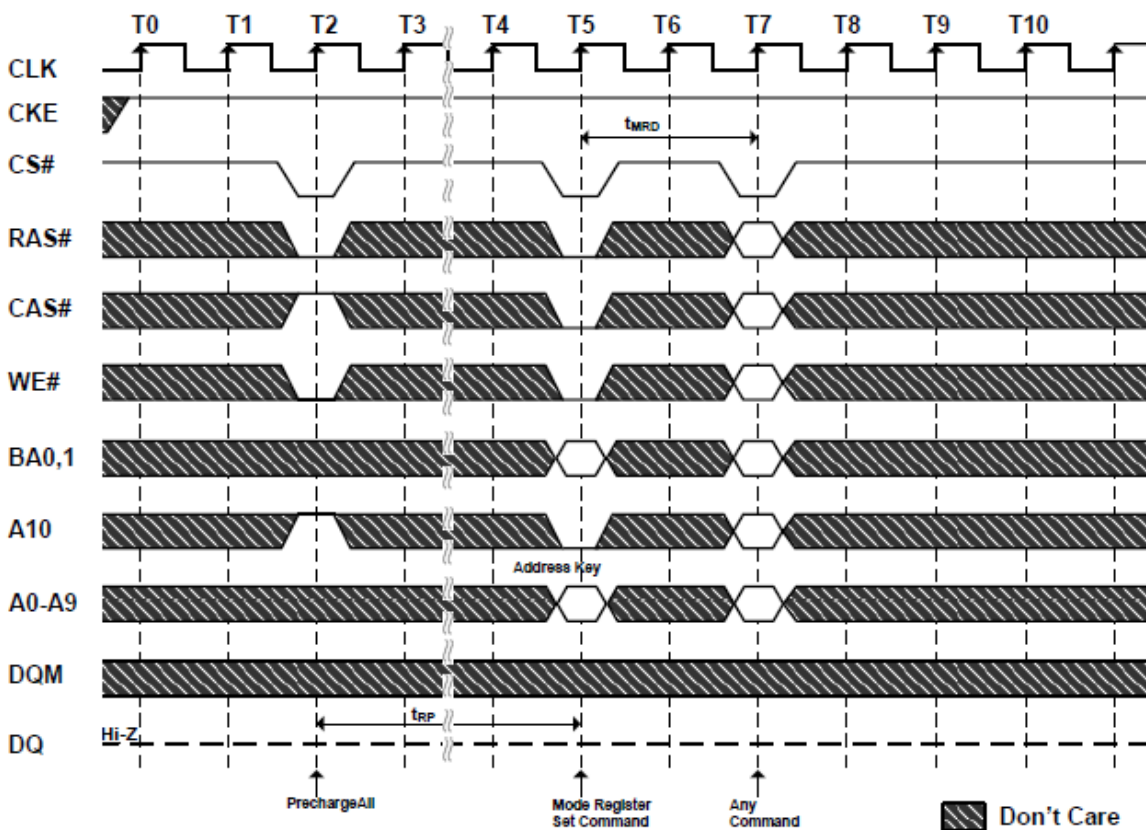 T0 T1 T2 T3 T4 T5 T6 T7 T8 T9 T10
CLK
CKE
tMRD
CS#
RAS#
CAS#
WE#
BA0,1
A10
Address Key
A0-A9
DQM
tRP
Hi-Z
DQ
PrechargeAll
Mode Register
Set Command
Any
Command
Don't Care